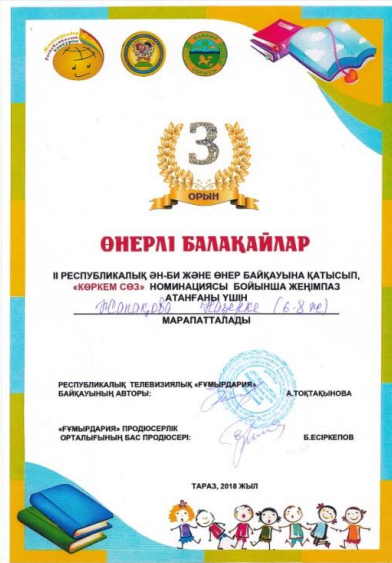 3
ОРЫН
ӨНЕРЛІ БАЛАҚАЙЛАР
ІІ РЕСПУБЛИКАЛЫҚ ӘН-БИ ЖӘНЕ ӨНЕР БАЙҚАУЫНА ҚАТЫСЫП,
«КӨРКЕМ СӨЗ» НОМИНАЦИЯСЫ БОЙЫНША ЖЕҢІМПАЗ
АТАНҒАНЫ ҮШІН
(6-8 же)
МАРАПАТТАЛАДЫ
РЕСПУБЛИКАЛЫҚ ТЕЛЕВИЗИЯЛЫҚ «ҒҰМЫРДАРИЯ»
БАЙҚАУЫНЫҢ АВТОРЫ: А.ТОҚТАҚЫНОВА
«ҒҰМЫРДАРИЯ» ПРОДЮСЕРЛІК
ОРТАЛЫҒЫНЫҢ БАС ПРОДЮСЕРІ: Б.ЕСІРКЕПОВ
ТАРАЗ, 2018 ЖЫЛ